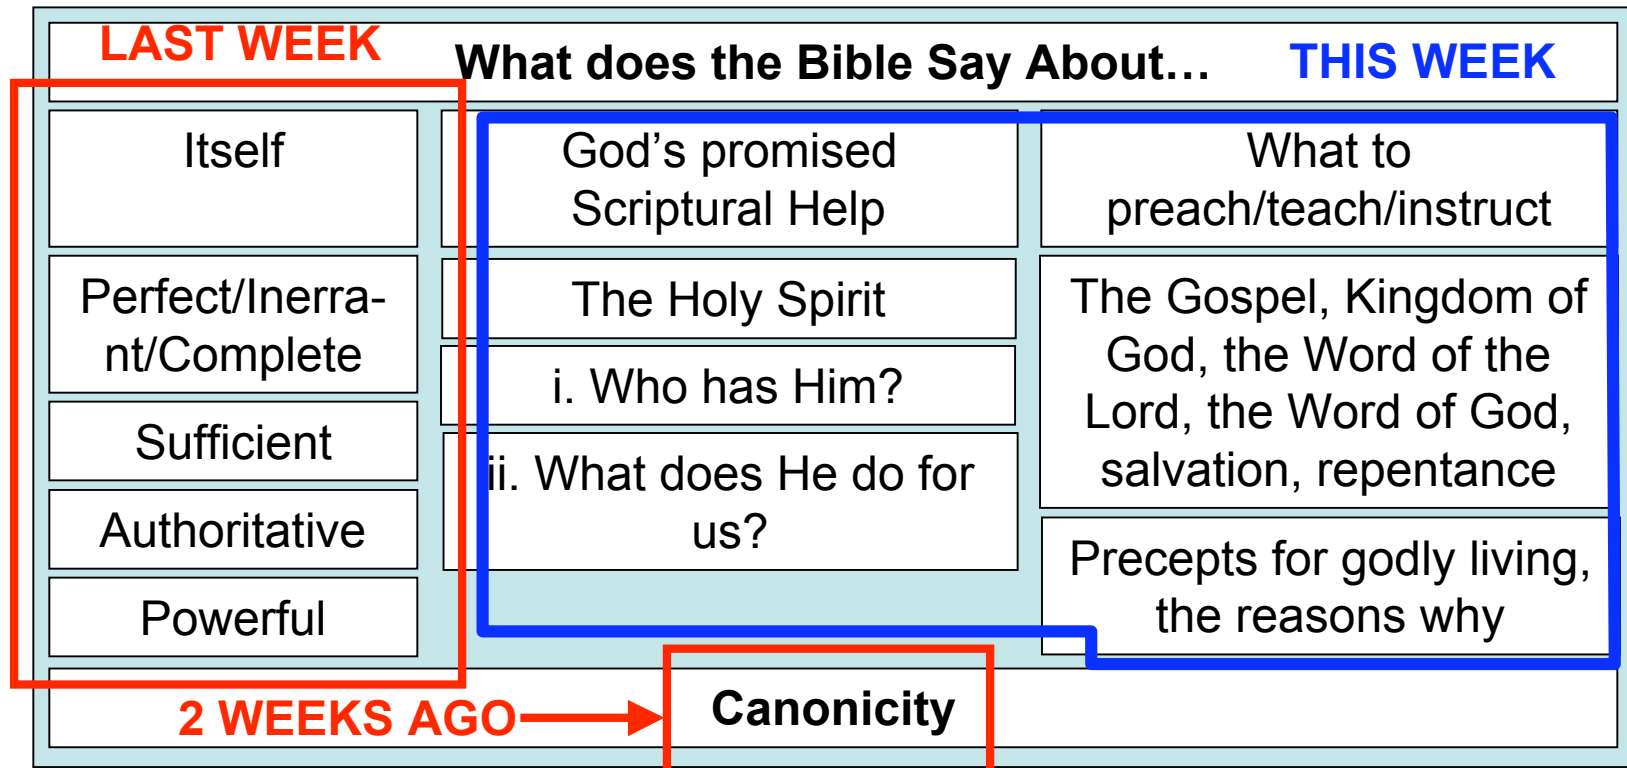 LAST WEEK
What does the Bible Say About…
THIS WEEK
Itself
Perfect/Inerra-
nt/Complete
Sufficient
Authoritative
Powerful
God’s promised
Scriptural Help
The Holy Spirit
i. Who has Him?
ii. What does He do for
us?
What to
preach/teach/instruct
The Gospel, Kingdom of
God, the Word of the
Lord, the Word of God,
salvation, repentance
Precepts for godly living,
the reasons why
2 WEEKS AGO
Canonicity